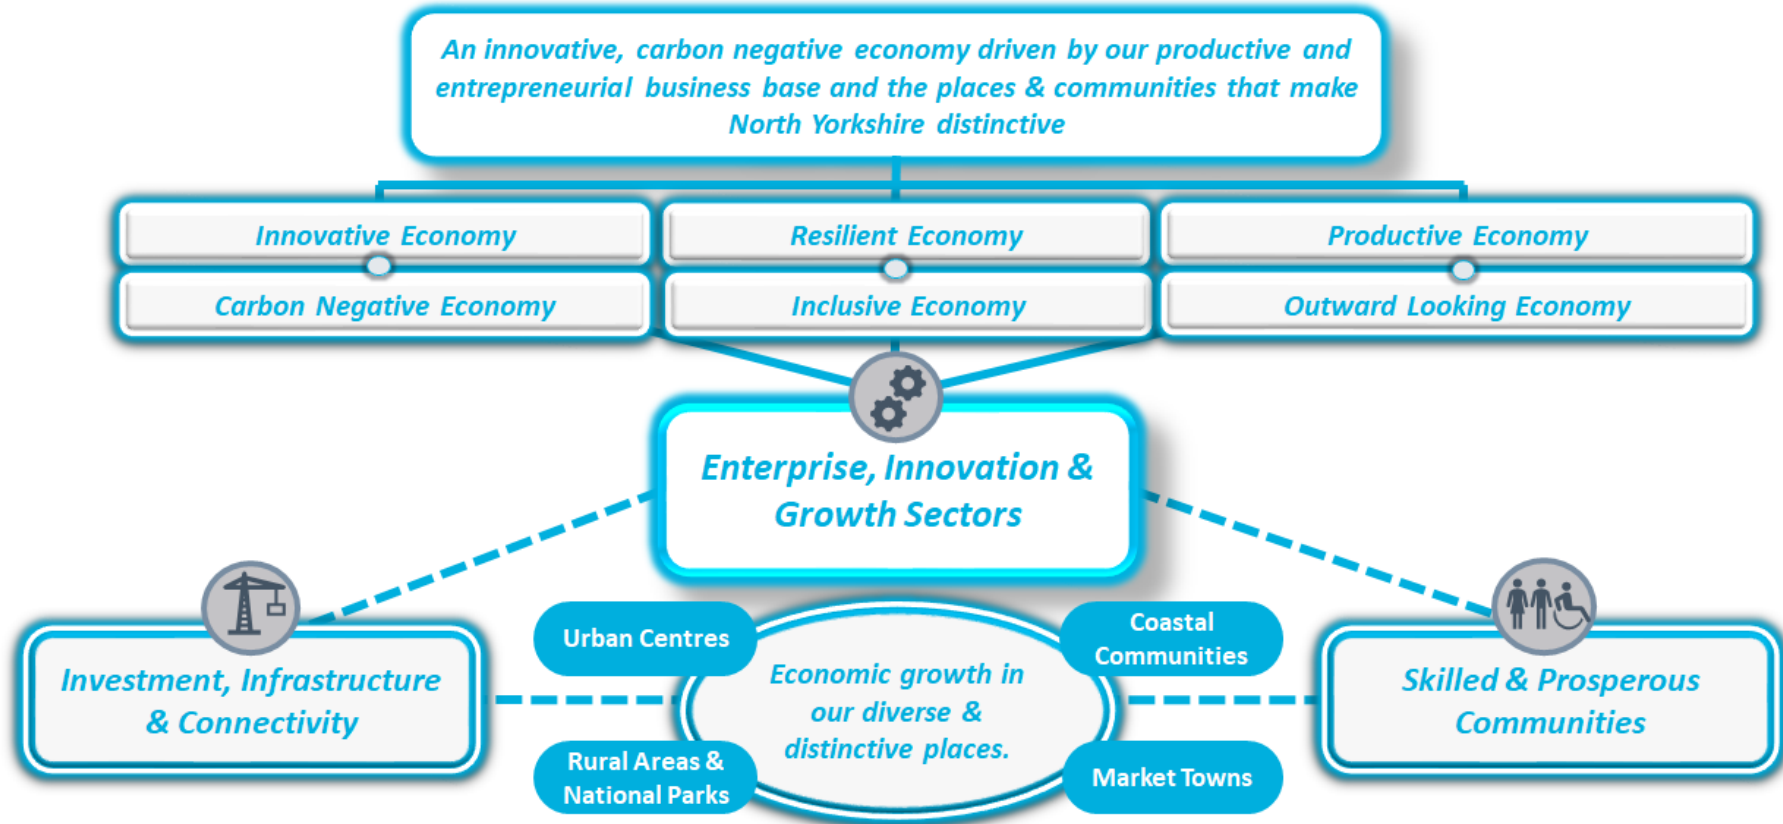 An innovative, carbon negative economy driven by our productive and
entrepreneurial business base and the places & communities that make
North Yorkshire distinctive
Innovative Economy
Resilient Economy
Productive Economy
Carbon Negative Economy
Inclusive Economy
Outward Looking Economy
Enterprise, Innovation &
Growth Sectors
Investment, Infrastructure
& Connectivity
Urban Centres
Rural Areas &
National Parks
Economic growth in
our diverse &
distinctive places.
Coastal
Communities
Market Towns
Skilled & Prosperous
Communities